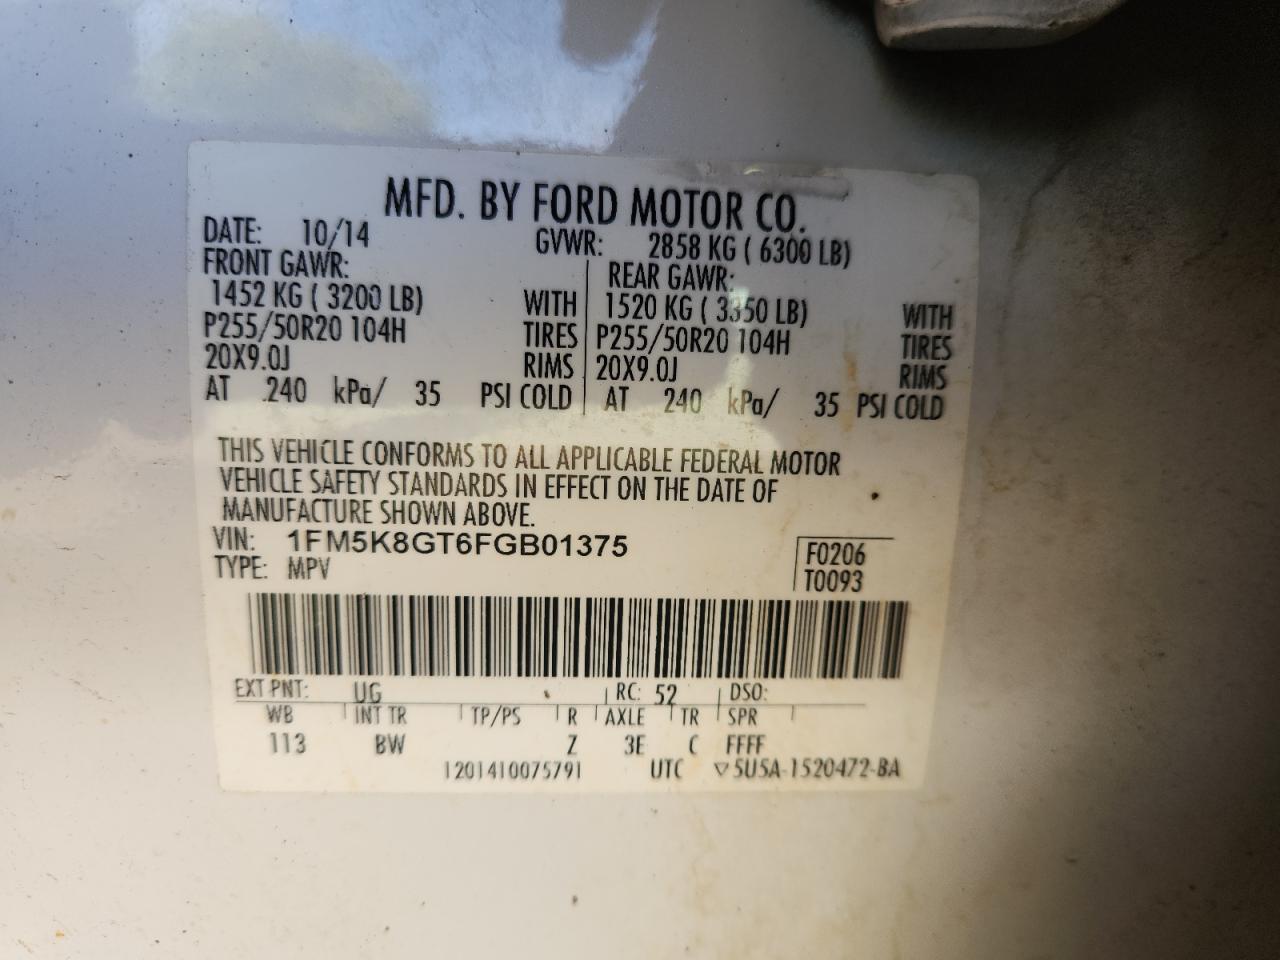 MFD. BY FORD MOTOR CO.
DATE: 10/14 GVWR: 2858 KG ( 6300 LB)
FRONT GAWR: REAR GAWR:
1452 KG ( 3200 LB) WITH 1520 KG ( 3350 LB) WITH
P255/50R20 104H TIRES P255/50R20 104H TIRES
20X9.0J RIMS 20X9.0J RIMS
AT 240 kPa/ 35 PSI COLD AT 240 kPa/ 35 PSI COLD
THIS VEHICLE CONFORMS TO ALL APPLICABLE FEDERAL MOTOR
VEHICLE SAFETY STANDARDS IN EFFECT ON THE DATE OF
MANUFACTURE SHOWN ABOVE.
VIN: 1FM5K8GT6FGB01375 F0206
TYPE: MPV T0093
EXT PNT: UG RC: 52 DSO:
WB INT TR TP/PS R AXLE TR SPR
113 BW Z 3E C FFFF
1201410075791 UTC ▽5U5A-1520472-BA